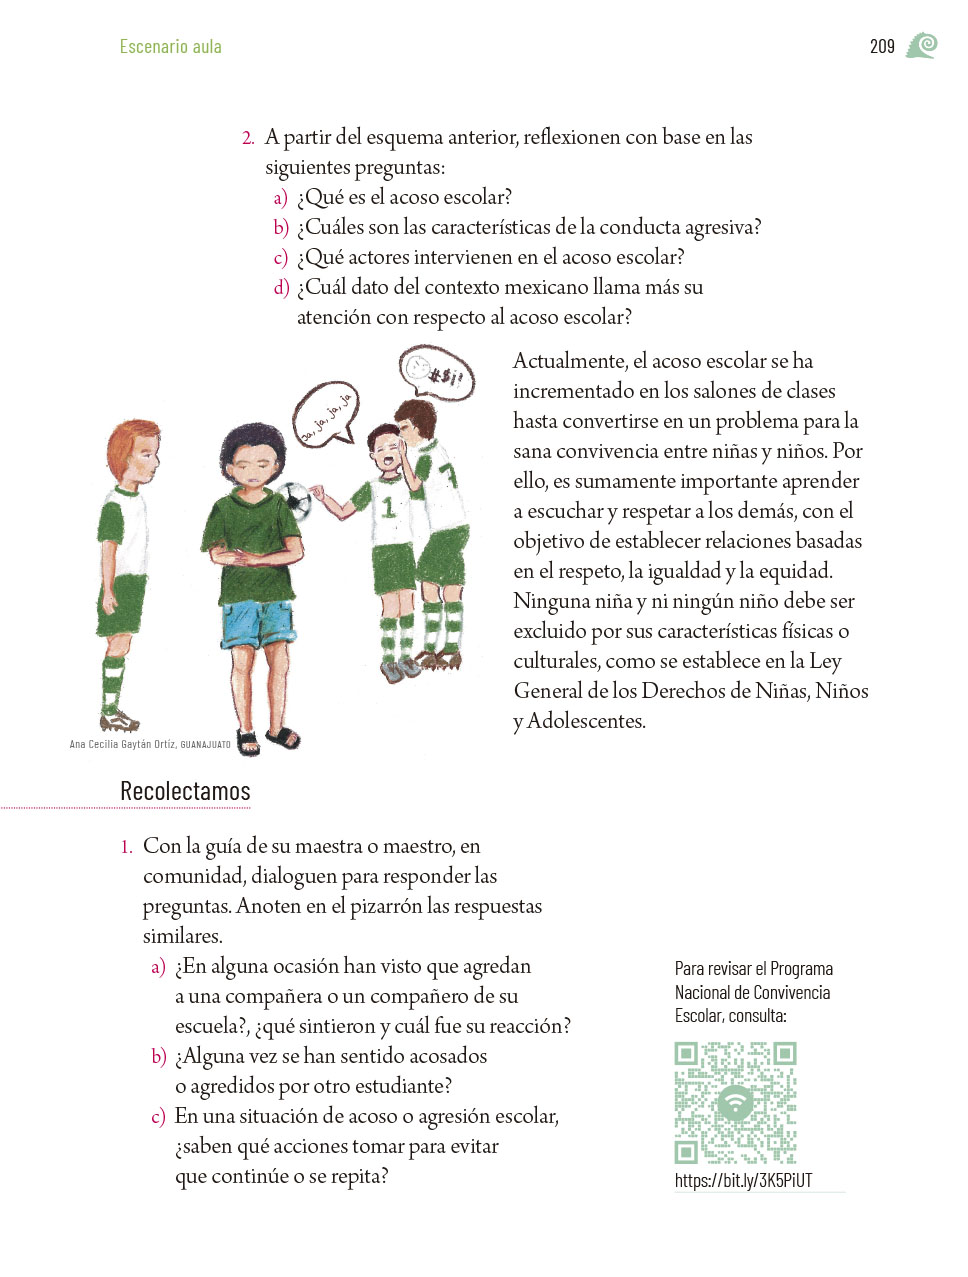 Escenario aula
209
2. A partir del esquema anterior, reflexionen con base en las
siguientes preguntas:
a) ¿Qué es el acoso escolar?
b) ¿Cuáles son las características de la conducta agresiva?
c) ¿Qué actores intervienen en el acoso escolar?
d) ¿Cuál dato del contexto mexicano llama más su
atención con respecto al acoso escolar?
#$¡!
ja, ja, ja, ja
1
7
Actualmente, el acoso escolar se ha
incrementado en los salones de clases
hasta convertirse en un problema para la
sana convivencia entre niñas y niños. Por
ello, es sumamente importante aprender
a escuchar y respetar a los demás, con el
objetivo de establecer relaciones basadas
en el respeto, la igualdad y la equidad.
Ninguna niña y ni ningún niño debe ser
excluido por sus características físicas o
culturales, como se establece en la Ley
General de los Derechos de Niñas, Niños
y Adolescentes.
Ana Cecilia Gaytán Ortíz, GUANAJUATO
Recolectamos
1. Con la guía de su maestra o maestro, en
comunidad, dialoguen para responder las
preguntas. Anoten en el pizarrón las respuestas
similares.
a) ¿En alguna ocasión han visto que agredan
a una compañera o un compañero de su
escuela?, ¿qué sintieron y cuál fue su reacción?
b) ¿Alguna vez se han sentido acosados
o agredidos por otro estudiante?
c) En una situación de acoso o agresión escolar,
¿saben qué acciones tomar para evitar
que continúe o se repita?
Para revisar el Programa
Nacional de Convivencia
Escolar, consulta:
https://bit.ly/3K5PiUT